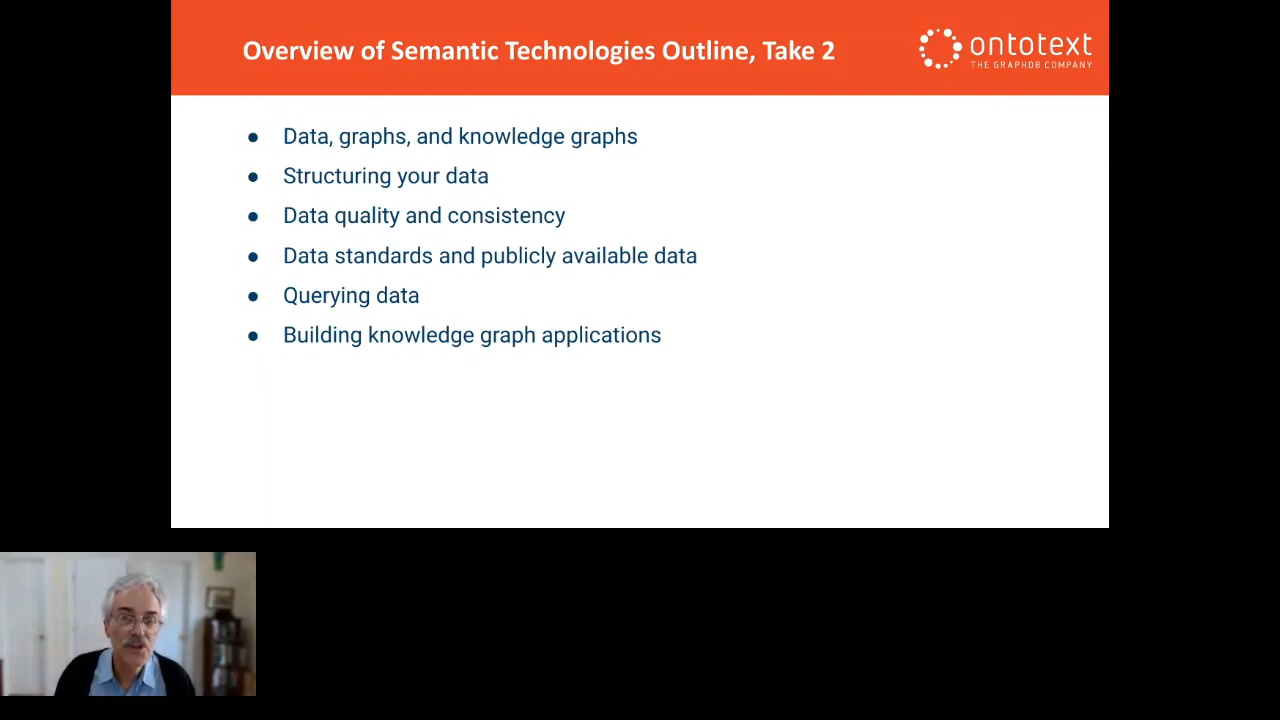 Overview of Semantic Technologies Outline, Take 2
ontotext
THE GRAPHDB COMPANY
● Data, graphs, and knowledge graphs
● Structuring your data
● Data quality and consistency
● Data standards and publicly available data
● Querying data
● Building knowledge graph applications